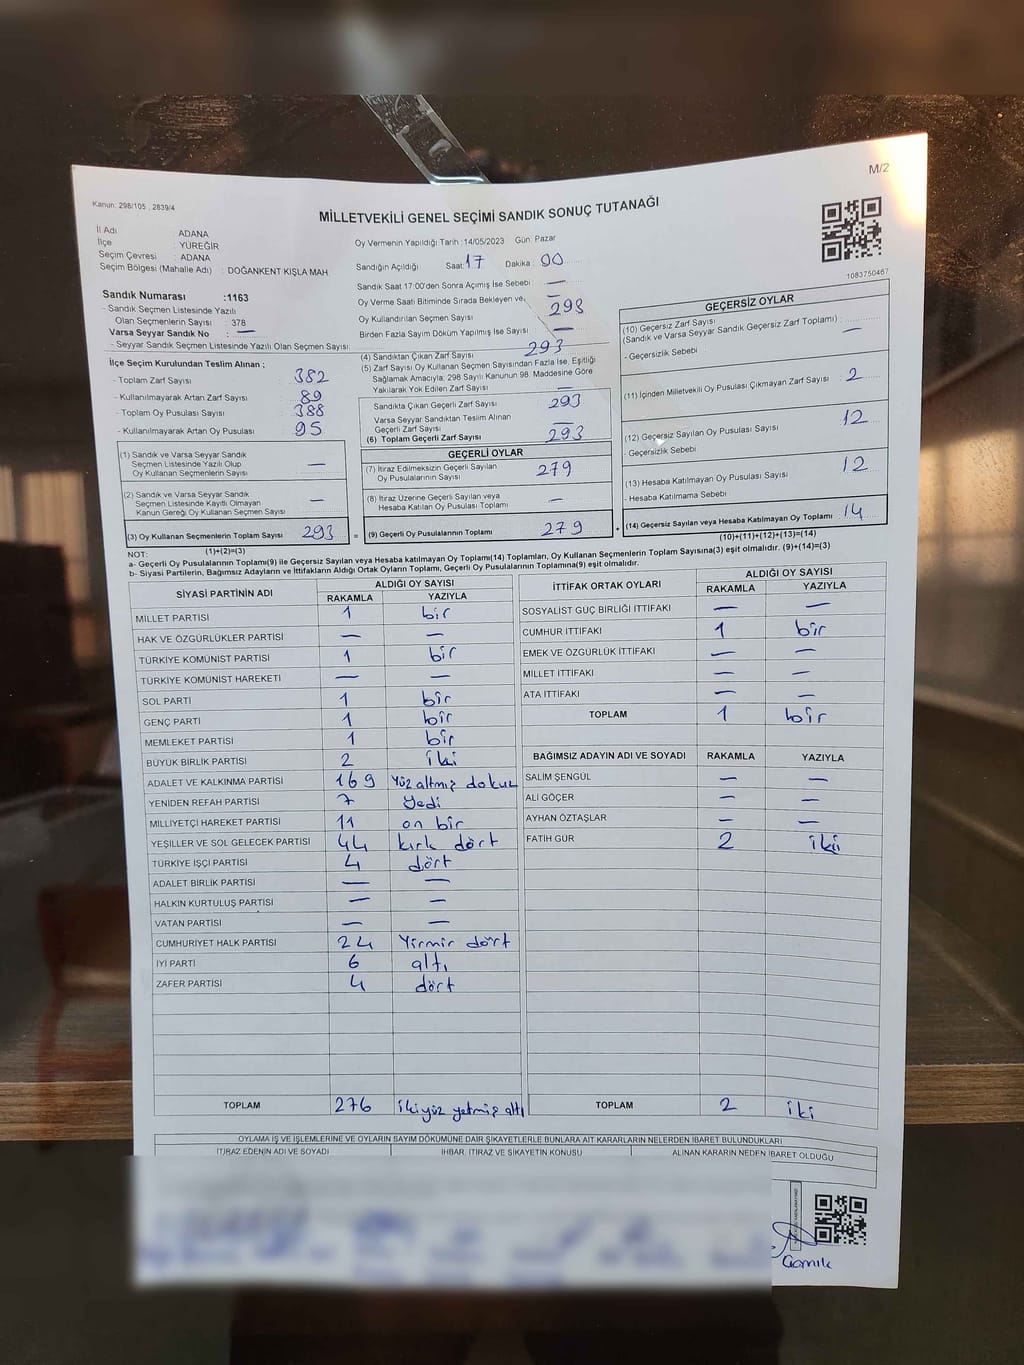 M/2
Kanun: 298/105 , 2839/4
MİLLETVEKİLİ GENEL SEÇİMİ SANDIK SONUÇ TUTANAĞI
İl Adı : ADANA
İlçe : YÜREĞİR
Seçim Çevresi : ADANA
Seçim Bölgesi (Mahalle Adı) : DOĞANKENT KIŞLA MAH.
Sandık Numarası :1163
- Sandık Seçmen Listesinde Yazılı
Olan Seçmenlerin Sayısı : 378
Varsa Seyyar Sandık No : —
- Seyyar Sandık Seçmen Listesinde Yazılı Olan Seçmen Sayısı:
Oy Vermenin Yapıldığı Tarih :14/05/2023 Gün: Pazar
Sandığın Açıldığı Saat: 17 Dakika : 00
Sandık Saat 17:00'den Sonra Açımış İse Sebebi : —
Oy Verme Saati Bitiminde Sırada Bekleyen ve,
Oy Kullandırılan Seçmen Sayısı : 293
Birden Fazla Sayım Döküm Yapılmış İse Sayısı : —
1083750467
İlçe Seçim Kurulundan Teslim Alınan ;
- Toplam Zarf Sayısı : 382
- Kullanılmayarak Artan Zarf Sayısı : 89
- Toplam Oy Pusulası Sayısı : 388
- Kullanılmayarak Artan Oy Pusulası : 95
(1) Sandık ve Varsa Seyyar Sandık
Seçmen Listesinde Yazılı Olup
Oy Kullanan Seçmenlerin Sayısı : —
(2) Sandık ve Varsa Seyyar Sandık
Seçmen Listesinde Kayıtlı Olmayan
Kanun Gereği Oy Kullanan Seçmen Sayısı : —
(3) Oy Kullanan Seçmenlerin Toplam Sayısı : 293
(1)+(2)=(3)
(4) Sandıktan Çıkan Zarf Sayısı : 293
(5) Zarf Sayısı Oy Kullanan Seçmen Sayısından Fazla İse, Eşitliği
Sağlamak Amacıyla, 298 Sayılı Kanunun 98. Maddesine Göre
Yakılarak Yok Edilen Zarf Sayısı : —
Sandıkta Çıkan Geçerli Zarf Sayısı : 293
Varsa Seyyar Sandıktan Teslim Alınan
Geçerli Zarf Sayısı : —
(6) Toplam Geçerli Zarf Sayısı : 293
GEÇERLİ OYLAR
(7) İtiraz Edilmeksizin Geçerli Sayılan
Oy Pusulalarının Sayısı : 279
(8) İtiraz Üzerine Geçerli Sayılan veya
Hesaba Katılan Oy Pusulası Toplamı : —
= (9) Geçerli Oy Pusulalarının Toplamı : 279 +
GEÇERSİZ OYLAR
(10) Geçersiz Zarf Sayısı
(Sandık ve Varsa Seyyar Sandık Geçersiz Zarf Toplamı) : —
- Geçersizlik Sebebi :
(11) İçinden Milletvekili Oy Pusulası Çıkmayan Zarf Sayısı : 2
(12) Geçersiz Sayılan Oy Pusulası Sayısı : 12
- Geçersizlik Sebebi :
(13) Hesaba Katılmayan Oy Pusulası Sayısı : 12
- Hesaba Katılmama Sebebi :
(14) Geçersiz Sayılan veya Hesaba Katılmayan Oy Toplamı : 14
(10)+(11)+(12)+(13)=(14)
NOT:
a- Geçerli Oy Pusulalarının Toplamı(9) ile Geçersiz Sayılan veya Hesaba katılmayan Oy Toplamı(14) Toplamları, Oy Kullanan Seçmenlerin Toplam Sayısına(3) eşit olmalıdır. (9)+(14)=(3)
b- Siyasi Partilerin, Bağımsız Adayların ve İttifakların Aldığı Ortak Oyların Toplamı, Geçerli Oy Pusulalarının Toplamına(9) eşit olmalıdır.
SİYASİ PARTİNİN ADI ALDIĞI OY SAYISI
RAKAMLA YAZIYLA
MİLLET PARTİSİ 1 bir
HAK VE ÖZGÜRLÜKLER PARTİSİ — —
TÜRKİYE KOMÜNİST PARTİSİ 1 bir
TÜRKİYE KOMÜNİST HAREKETİ — —
SOL PARTİ 1 bir
GENÇ PARTİ 1 bir
MEMLEKET PARTİSİ 1 bir
BÜYÜK BİRLİK PARTİSİ 2 iki
ADALET VE KALKINMA PARTİSİ 169 Yüz altmış dokuz
YENİDEN REFAH PARTİSİ 7 Yedi
MİLLİYETÇİ HAREKET PARTİSİ 11 on bir
YEŞİLLER VE SOL GELECEK PARTİSİ 44 kırk dört
TÜRKİYE İŞÇİ PARTİSİ 4 dört
ADALET BİRLİK PARTİSİ — —
HALKIN KURTULUŞ PARTİSİ — —
VATAN PARTİSİ — —
CUMHURİYET HALK PARTİSİ 24 Yirmir dört
İYİ PARTİ 6 altı
ZAFER PARTİSİ 4 dört
TOPLAM 276 ikiyüz yetmiş altı
İTTİFAK ORTAK OYLARI ALDIĞI OY SAYISI
RAKAMLA YAZIYLA
SOSYALİST GÜÇ BİRLİĞİ İTTİFAKI — —
CUMHUR İTTİFAKI 1 bir
EMEK VE ÖZGÜRLÜK İTTİFAKI — —
MİLLET İTTİFAKI — —
ATA İTTİFAKI — —
TOPLAM 1 bir
BAĞIMSIZ ADAYIN ADI VE SOYADI RAKAMLA YAZIYLA
SALİM ŞENGÜL — —
ALİ GÖÇER — —
AYHAN ÖZTAŞLAR — —
FATİH GÜR 2 iki
TOPLAM 2 iki
OYLAMA İŞ VE İŞLEMLERİNE VE OYLARIN SAYIM DÖKÜMÜNE DAİR ŞİKAYETLERLE BUNLARA AİT KARARLARIN NELERDEN İBARET BULUNDUKLARI
İTİRAZ EDENİN ADI VE SOYADI İHBAR, İTİRAZ VE ŞİKAYETİN KONUSU ALINAN KARARIN NEDEN İBARET OLDUĞU